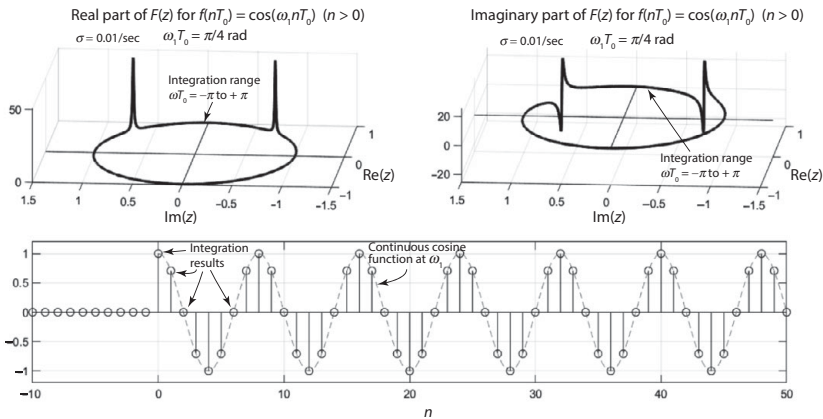 Real part of F(z) for f(nT₀) = cos(ω₁nT₀) (n > 0)
σ = 0.01/sec
ω₁T₀ = π/4 rad
Integration range
ωT₀ = −π to + π
50
0
1.5
1
0.5
0
-0.5
-1
-1.5
Im(z)
1
0
−1
Re(z)
Imaginary part of F(z) for f(nT₀) = cos(ω₁nT₀) (n > 0)
σ = 0.01/sec
ω₁T₀ = π/4 rad
20
0
−20
Integration range
ωT₀ = −π to + π
1.5
1
0.5
0
-0.5
-1
-1.5
Im(z)
1
0
−1
Re(z)
1
0.5
0
−0.5
−1
Integration
results
Continuous cosine
function at ω
−10
0
10
20
30
40
50
n